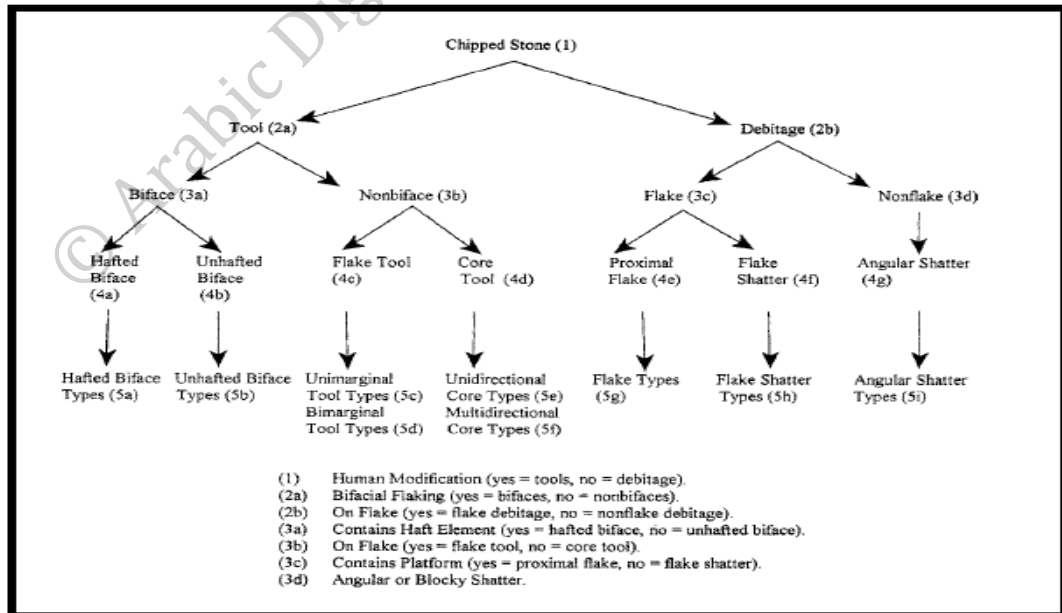 © Arabic Dig
Chipped Stone (1)
Tool (2a) Debitage (2b)
Biface (3a) Nonbiface (3b) Flake (3c) Nonflake (3d)
Hafted Biface (4a)
Unhafted Biface (4b)
Flake Tool (4c)
Core Tool (4d)
Proximal Flake (4e)
Flake Shatter (4f)
Angular Shatter (4g)
Hafted Biface Types (5a)
Unhafted Biface Types (5b)
Unimarginal Tool Types (5c)
Bimarginal Tool Types (5d)
Unidirectional Core Types (5e)
Multidirectional Core Types (5f)
Flake Types (5g)
Flake Shatter Types (5h)
Angular Shatter Types (5i)
(1) Human Modification (yes = tools, no = debitage).
(2a) Bifacial Flaking (yes = bifaces, no = nonbifaces).
(2b) On Flake (yes = flake debitage, no = nonflake debitage).
(3a) Contains Haft Element (yes = hafted biface, no = unhafted biface).
(3b) On Flake (yes = flake tool, no = core tool).
(3c) Contains Platform (yes = proximal flake, no = flake shatter).
(3d) Angular or Blocky Shatter.